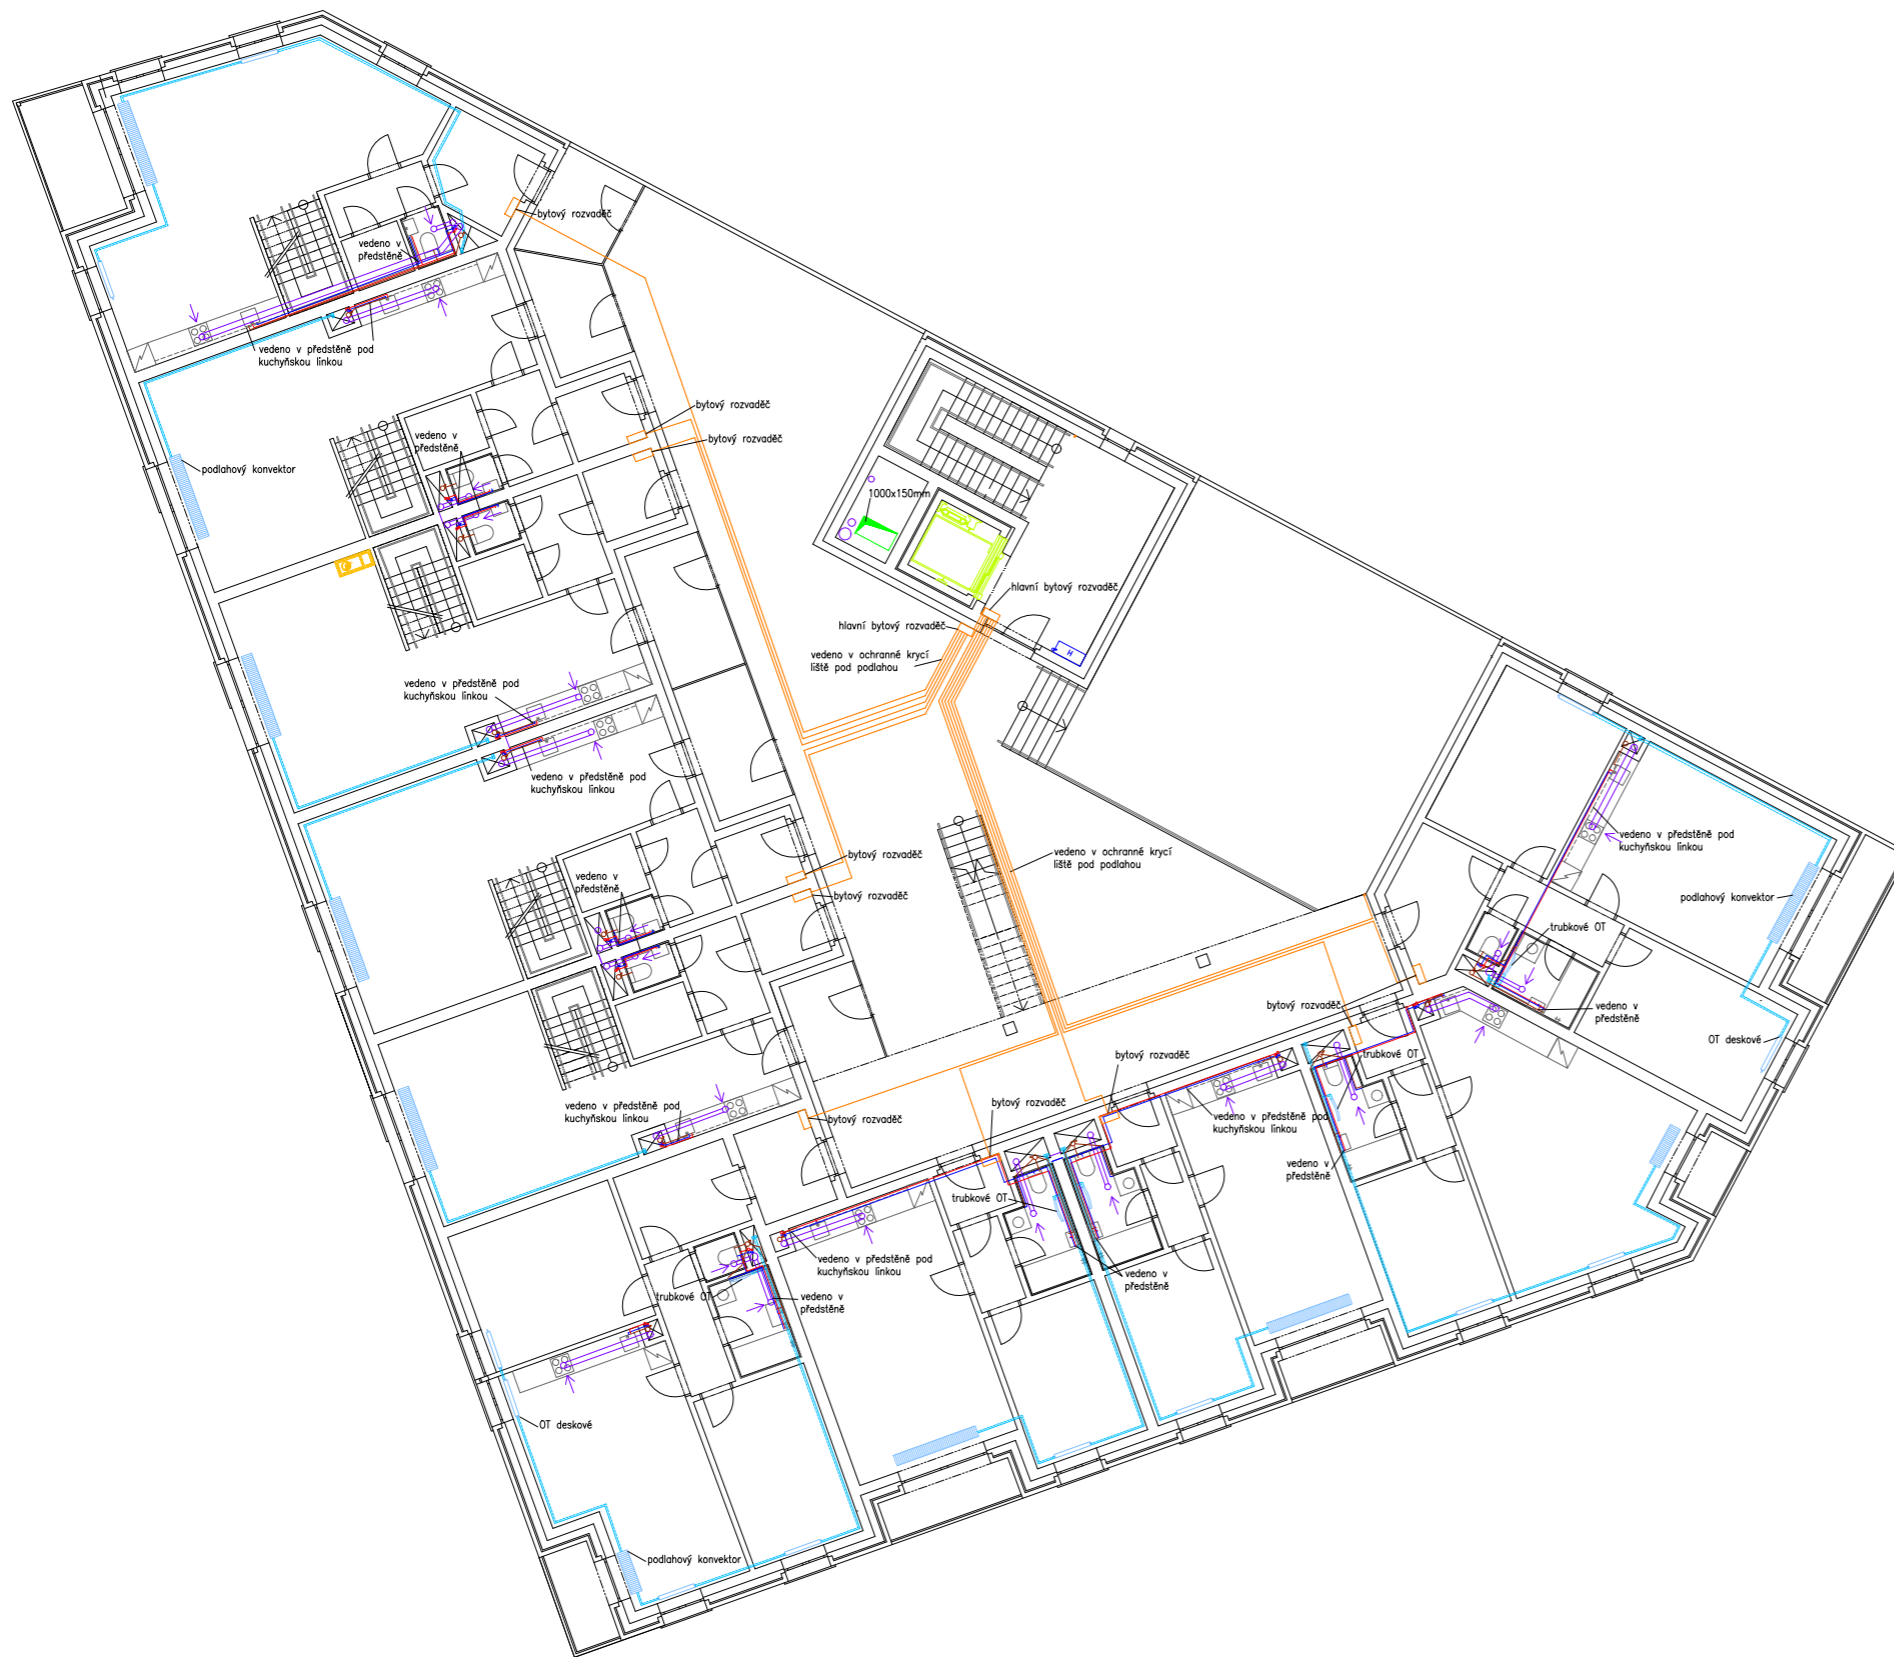 bytový rozvaděč
vedeno v
předstěně
vedeno v předstěně pod
kuchyňskou linkou
bytový rozvaděč
vedeno v
předstěně
bytový rozvaděč
podlahový konvektor
1000x150mm
hlavní bytový rozvaděč
hlavní bytový rozvaděč
vedeno v ochranné krycí
liště pod podlahou
H
vedeno v předstěně pod
kuchyňskou linkou
vedeno v předstěně pod
kuchyňskou linkou
vedeno v předstěně pod
kuchyňskou linkou
bytový rozvaděč
vedeno v ochranné krycí
liště pod podlahou
vedeno v
předstěně
bytový rozvaděč
podlahový konvektor
trubkové OT
bytový rozvaděč
vedeno v
předstěně
OT deskové
trubkové OT
bytový rozvaděč
vedeno v předstěně pod
kuchyňskou linkou
bytový rozvaděč
bytový rozvaděč
vedeno v předstěně pod
kuchyňskou linkou
vedeno v
předstěně
trubkové OT
vedeno v předstěně pod
kuchyňskou linkou
vedeno v
předstěně
trubkové OT
vedeno v
předstěně
OT deskové
podlahový konvektor